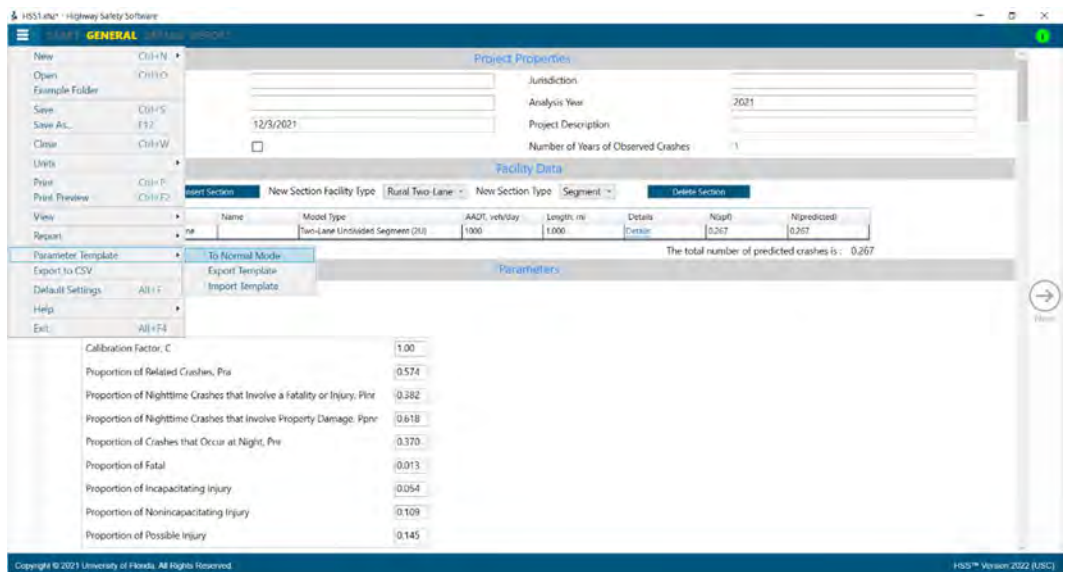 Highway Safety Software
GENERAL
New Ctrl+N
Open Ctrl+O
Example Folder
Save Ctrl+S
Save As... F12
Close Ctrl+W
Units
Print Ctrl+P
Print Preview Ctrl+F2
View
Report
Parameter Template
Export to CSV
Default Settings
Help
Exit Alt+F4
To Normal Mode
Export Template
Import Template
Project Properties
Jurisdiction
Analysis Year 2021
12/3/2021 Project Description
Number of Years of Observed Crashes 1
Facility Data
Insert Section New Section Facility Type Rural Two-Lane New Section Type Segment Delete Section
Name Model Type AADT, veh/day Length, mi Details N(spf) N(predicted)
ne Two-Lane Undivided Segment (2U) 1000 1.000 Details 0.267 0.267
The total number of predicted crashes is : 0.267
Parameters
Next
Calibration Factor, C 1.00
Proportion of Related Crashes, Pra 0.574
Proportion of Nighttime Crashes that Involve a Fatality or Injury, Pinr 0.382
Proportion of Nighttime Crashes that Involve Property Damage, Ppnr 0.618
Proportion of Crashes that Occur at Night, Pnr 0.370
Proportion of Fatal 0.013
Proportion of Incapacitating Injury 0.054
Proportion of Nonincapacitating Injury 0.109
Proportion of Possible Injury 0.145
Copyright © 2021 University of Florida. All Rights Reserved.
HSS™ Version 2022 (USC)